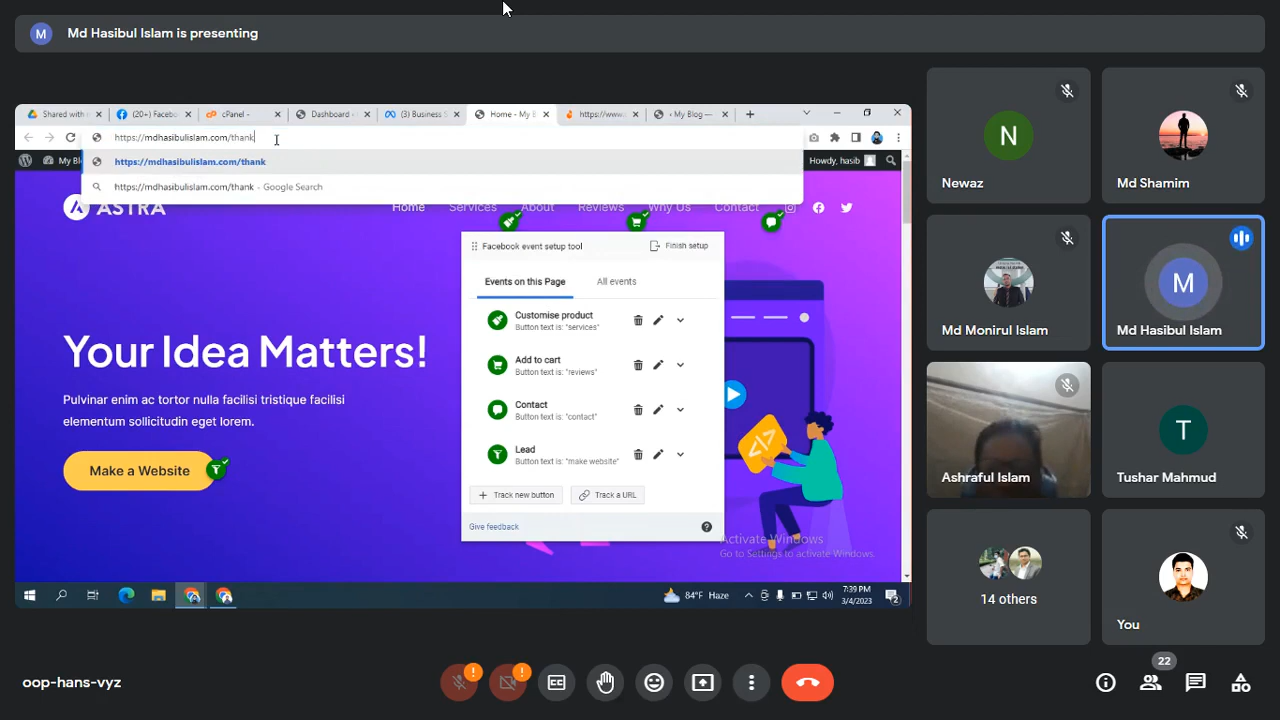 M
Md Hasibul Islam is presenting
Shared with
(20+) Faceb
cPanel -
Dashboard
(3) Business S
Home - My B
https://www.
My Blog —
https://mdhasibulislam.com/thank
https://mdhasibulislam.com/thank
https://mdhasibulislam.com/thank - Google Search
My Bl
Howdy, hasib
ASTRA
Home
Services
About
Reviews
Why Us
Contact
Your Idea Matters!
Pulvinar enim ac tortor nulla facilisi tristique facilisi
elementum sollicitudin eget lorem.
Make a Website
Facebook event setup tool
Finish setup
Events on this Page
All events
Customise product
Button text is: "services"
Add to cart
Button text is: "reviews"
Contact
Button text is: "contact"
Lead
Button text is: "make website"
Track new button
Track a URL
Give feedback
Activate Windows
Go to Settings to activate Windows.
84°F Haze
7:39 PM
3/4/2023
2
N
Newaz
Md Shamim
Md Monirul Islam
M
Md Hasibul Islam
Ashraful Islam
T
Tushar Mahmud
14 others
You
oop-hans-vyz
22